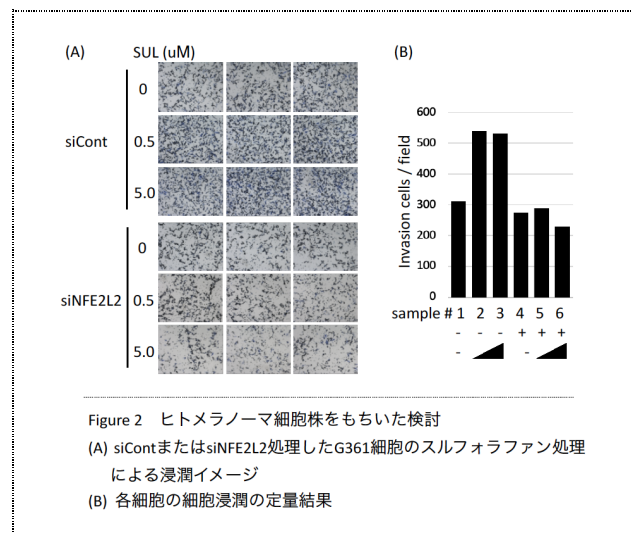 (A)
SUL (uM)
0
siCont
0.5
5.0
0
siNFE2L2
0.5
5.0
(B)
Invasion cells / field
600
500
400
300
200
100
0
sample # 1 2 3 4 5 6
- - - + + +
- -
Figure 2 ヒトメラノーマ細胞株をもちいた検討
(A) siContまたはsiNFE2L2処理したG361細胞のスルフォラファン処理
による浸潤イメージ
(B) 各細胞の細胞浸潤の定量結果